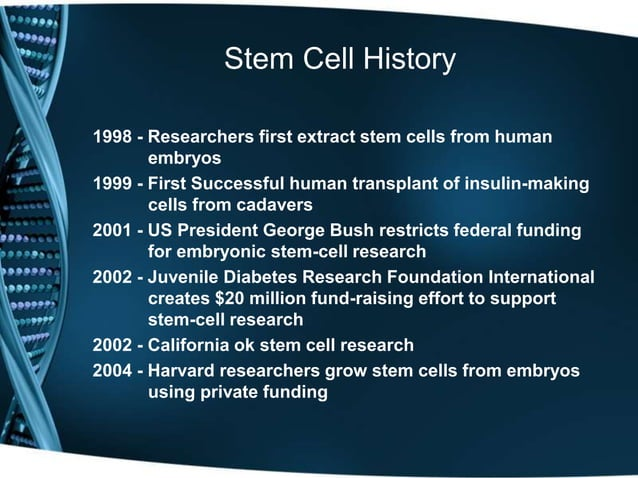 Stem Cell History
1998 - Researchers first extract stem cells from human
embryos
1999 - First Successful human transplant of insulin-making
cells from cadavers
2001 - US President George Bush restricts federal funding
for embryonic stem-cell research
2002 - Juvenile Diabetes Research Foundation International
creates $20 million fund-raising effort to support
stem-cell research
2002 - California ok stem cell research
2004 - Harvard researchers grow stem cells from embryos
using private funding